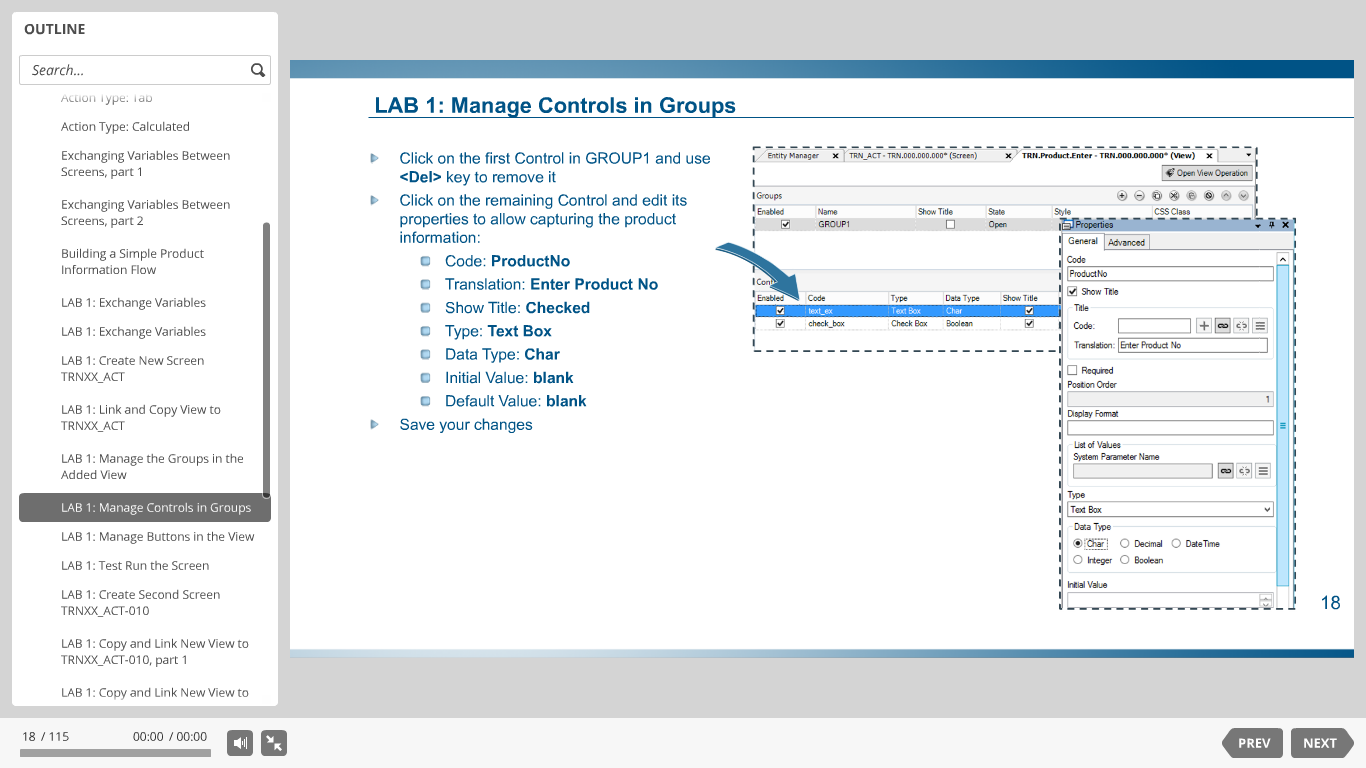 OUTLINE
Search...
Action Type: Tab
Action Type: Calculated
Exchanging Variables Between
Screens, part 1
Exchanging Variables Between
Screens, part 2
Building a Simple Product
Information Flow
LAB 1: Exchange Variables
LAB 1: Exchange Variables
LAB 1: Create New Screen
TRNXX_ACT
LAB 1: Link and Copy View to
TRNXX_ACT
LAB 1: Manage the Groups in the
Added View
LAB 1: Manage Controls in Groups
LAB 1: Manage Buttons in the View
LAB 1: Test Run the Screen
LAB 1: Create Second Screen
TRNXX_ACT-010
LAB 1: Copy and Link New View to
TRNXX_ACT-010, part 1
LAB 1: Copy and Link New View to
LAB 1: Manage Controls in Groups
Click on the first Control in GROUP1 and use
<Del> key to remove it
Click on the remaining Control and edit its
properties to allow capturing the product
information:
Code: ProductNo
Translation: Enter Product No
Show Title: Checked
Type: Text Box
Data Type: Char
Initial Value: blank
Default Value: blank
Save your changes
Entity Manager TRN_ACT - TRN.000.000.000* (Screen) TRN.Product.Enter - TRN.000.000.000* (View)
Open View Operation
Groups
Enabled Name Show Title State Style CSS Class
GROUP1 Open
Enabled Code Type Data Type Show Title
text_ex Text Box Char
check_box Check Box Boolean
Properties
General Advanced
Code
ProductNo
Show Title
Title
Code:
Translation: Enter Product No
Required
Position Order
1
Display Format
List of Values
System Parameter Name
Type
Text Box
Data Type
Char Decimal DateTime
Integer Boolean
Initial Value
18
18 / 115 00:00 / 00:00
PREV NEXT